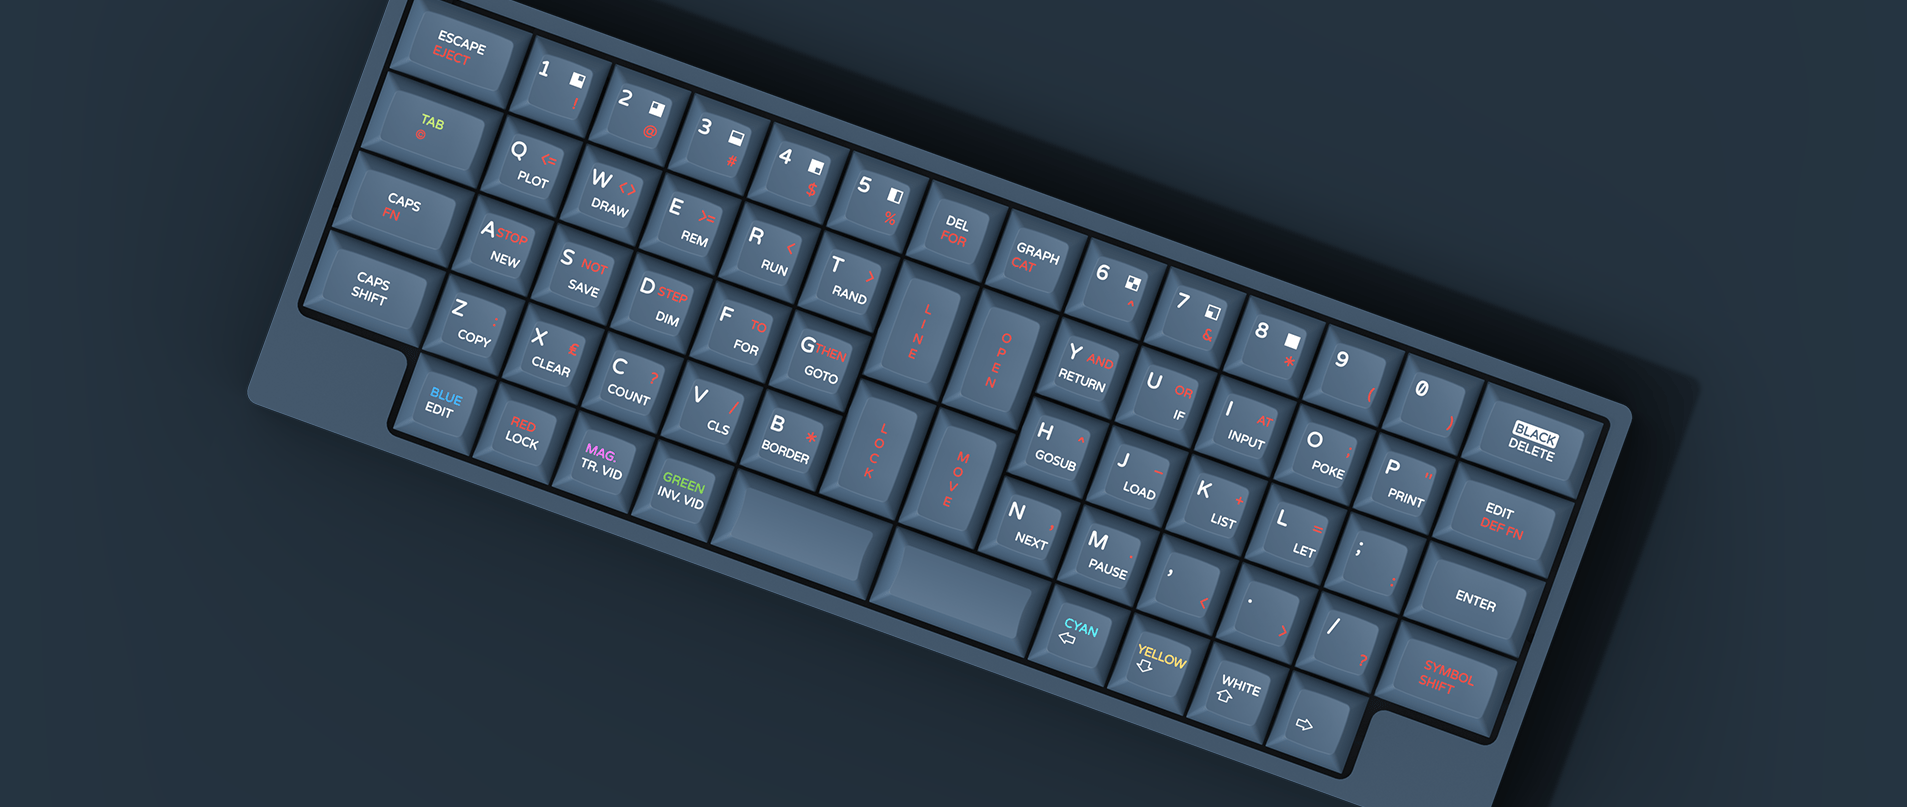 ESCAPE
EJECT
1
!
2
@
3
#
4
$
5
%
DEL
FOR
GRAPH
CAT
6
^
7
&
8
*
9
(
0
)
BLACK
DELETE
TAB
©
Q <=
PLOT
W <>
DRAW
E >=
REM
R <
RUN
T >
RAND
LINE
OPEN
Y AND
RETURN
U OR
IF
I AT
INPUT
O ;
POKE
P "
PRINT
EDIT
DEF FN
CAPS
FN
A STOP
NEW
S NOT
SAVE
D STEP
DIM
F TO
FOR
G THEN
GOTO
H ^
GOSUB
J -
LOAD
K +
LIST
L =
LET
;
:
ENTER
CAPS
SHIFT
Z :
COPY
X £
CLEAR
C ?
COUNT
V /
CLS
B *
BORDER
LOCK
MOVE
N ,
NEXT
M .
PAUSE
,
<
.
>
/
?
SYMBOL
SHIFT
BLUE
EDIT
RED
LOCK
MAG.
TR. VID
GREEN
INV. VID
CYAN
⇦
YELLOW
⇩
WHITE
⇧
⇨